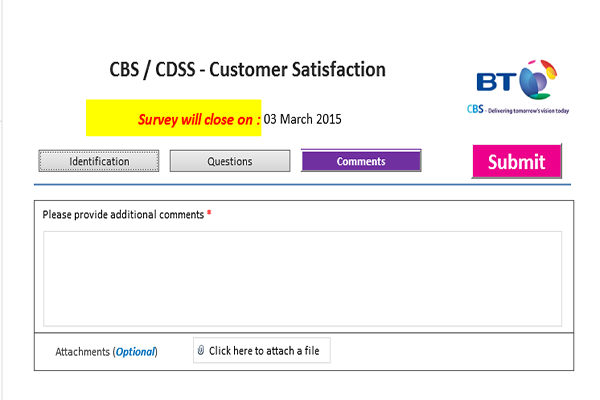 CBS / CDSS - Customer Satisfaction
BT
CBS - Delivering tomorrow's vision today
Survey will close on : 03 March 2015
Identification Questions Comments Submit
Please provide additional comments *
Attachments (Optional) Click here to attach a file